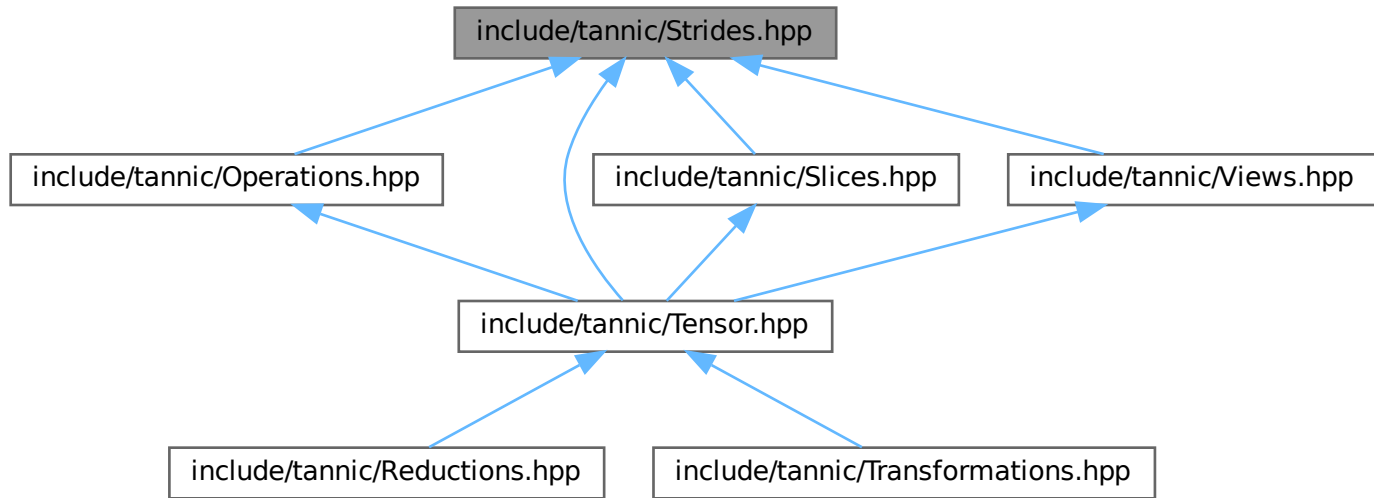 include/tannic/Strides.hpp
include/tannic/Operations.hpp
include/tannic/Slices.hpp
include/tannic/Views.hpp
include/tannic/Tensor.hpp
include/tannic/Reductions.hpp
include/tannic/Transformations.hpp